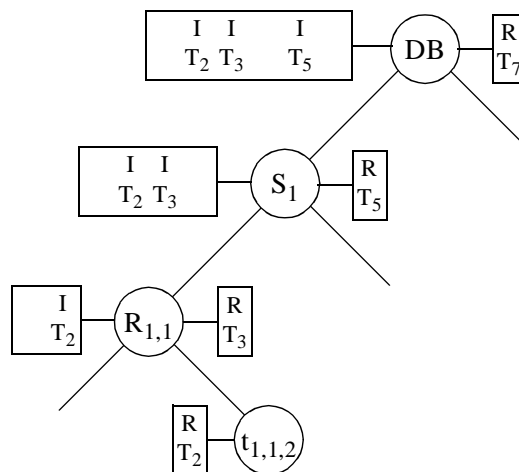 I I I R
T₂ T₃ T₅ DB T₇
I I R
T₂ T₃ S₁ T₅
I R
T₂ R₁,₁ T₃
R
T₂ t₁,₁,₂